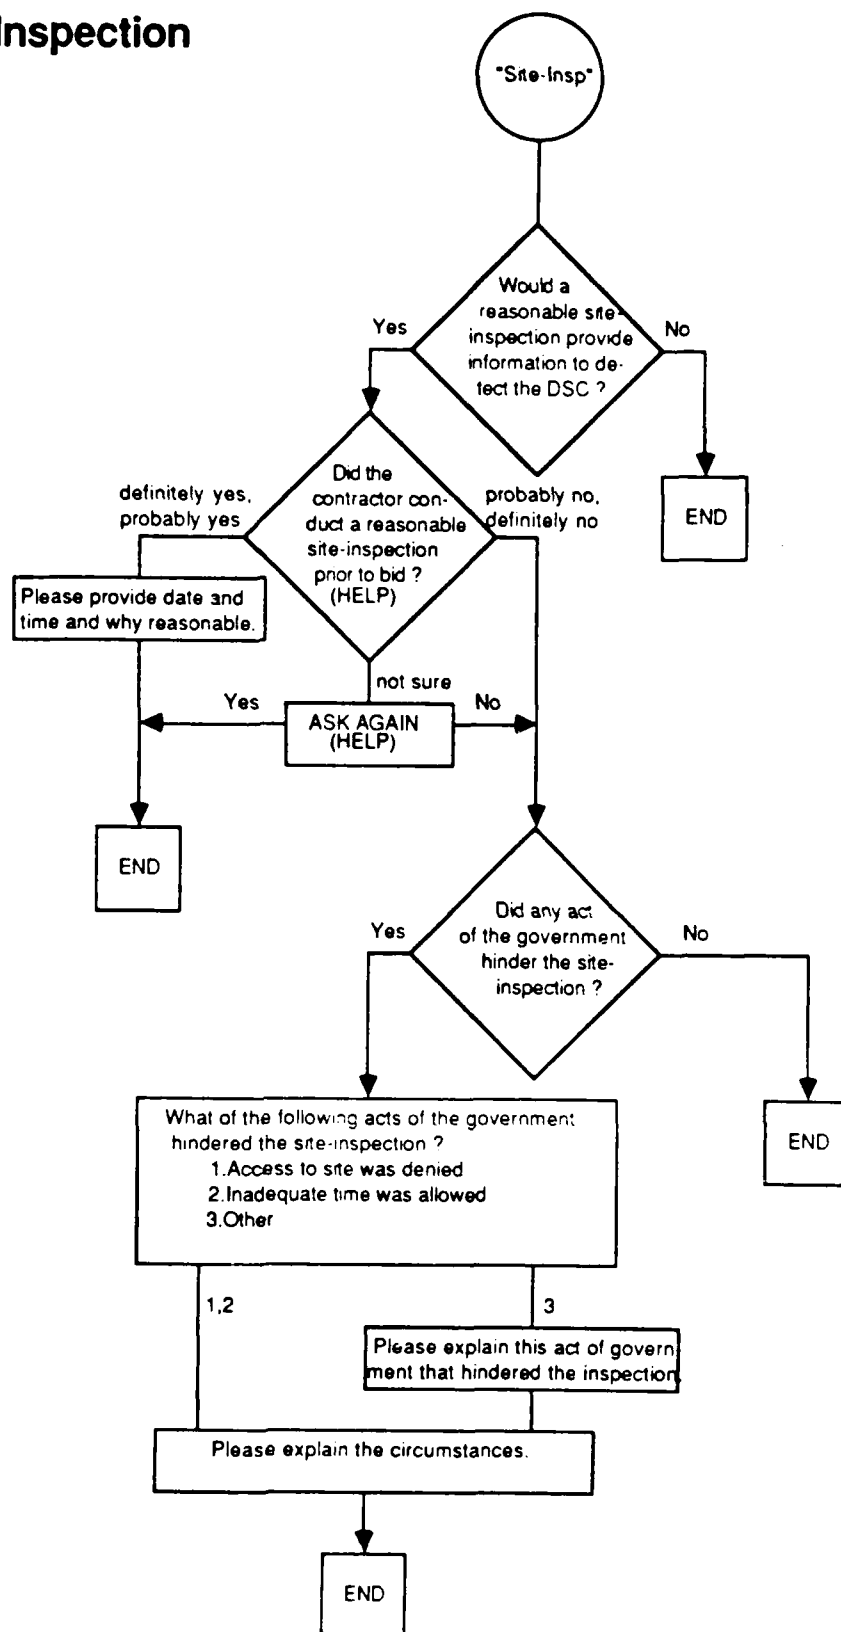 Inspection
"Site-Insp"
Would a
reasonable site-
inspection provide
information to de-
tect the DSC ?
Yes
No
END
Did the
contractor con-
duct a reasonable
site-inspection
prior to bid ?
(HELP)
definitely yes,
probably yes
probably no,
definitely no
Please provide date and
time and why reasonable.
not sure
Yes
ASK AGAIN
(HELP)
No
END
Did any act
of the government
hinder the site-
inspection ?
Yes
No
END
What of the following acts of the government
hindered the site-inspection ?
1.Access to site was denied
2.Inadequate time was allowed
3.Other
1,2
3
Please explain this act of govern
ment that hindered the inspection
Please explain the circumstances.
END